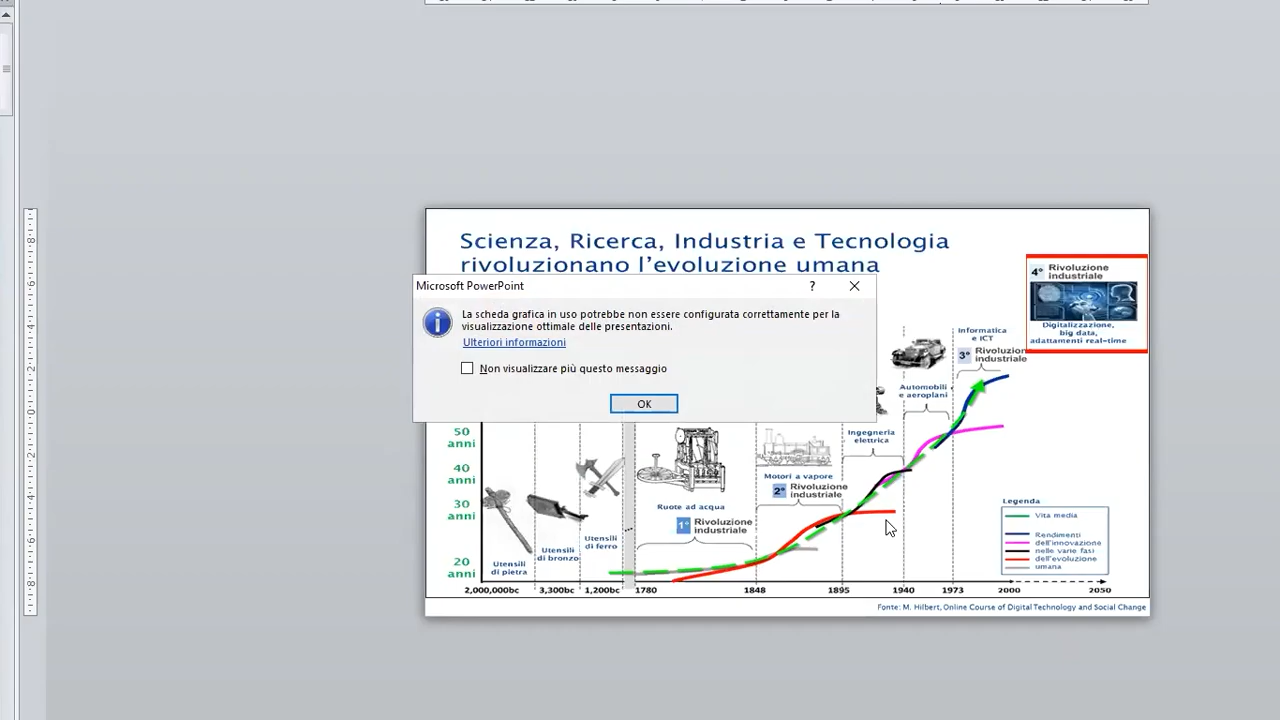 Scienza, Ricerca, Industria e Tecnologia
rivoluzionano l'evoluzione umana
Microsoft PowerPoint
?
La scheda grafica in uso potrebbe non essere configurata correttamente per la
visualizzazione ottimale delle presentazioni.
Ulteriori informazioni
Non visualizzare più questo messaggio
OK
4° Rivoluzione
industriale
Digitalizzazione,
big data,
adattamenti real-time
Informatica
e ICT
3° Rivoluzione
industriale
Automobili
e aeroplani
Ingegneria
elettrica
Motori a vapore
2° Rivoluzione
industriale
Ruote ad acqua
1° Rivoluzione
industriale
Utensili
di ferro
Utensili
di bronzo
Utensili
di pietra
50
anni
40
anni
30
anni
20
anni
Legenda
Vita media
Rendimenti
dell'innovazione
nelle varie fasi
dell'evoluzione
umana
2,000,000bc 3,300bc 1,200bc 1780 1848 1895 1940 1973 2000 2050
Fonte: M. Hilbert, Online Course of Digital Technology and Social Change